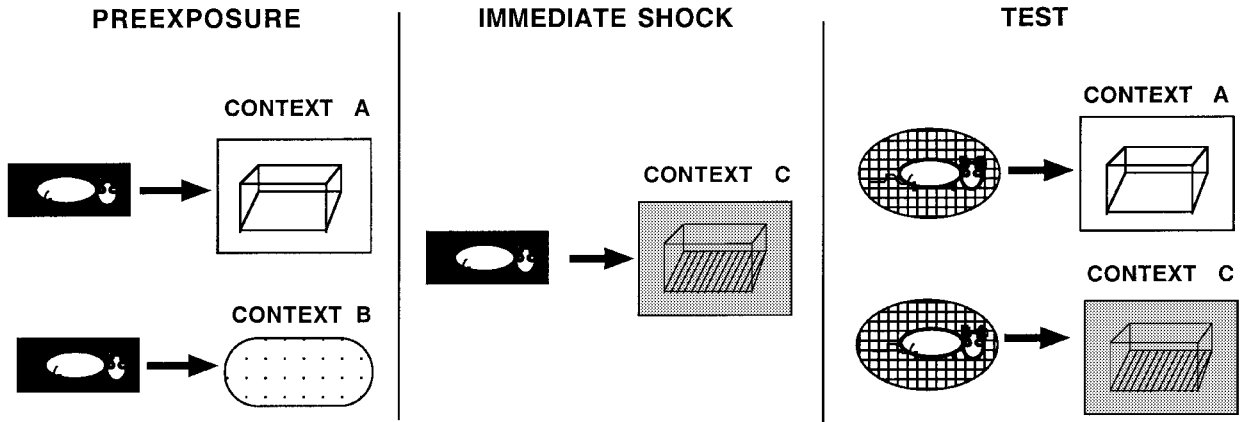 PREEXPOSURE
CONTEXT A
CONTEXT B
IMMEDIATE SHOCK
CONTEXT C
TEST
CONTEXT A
CONTEXT C